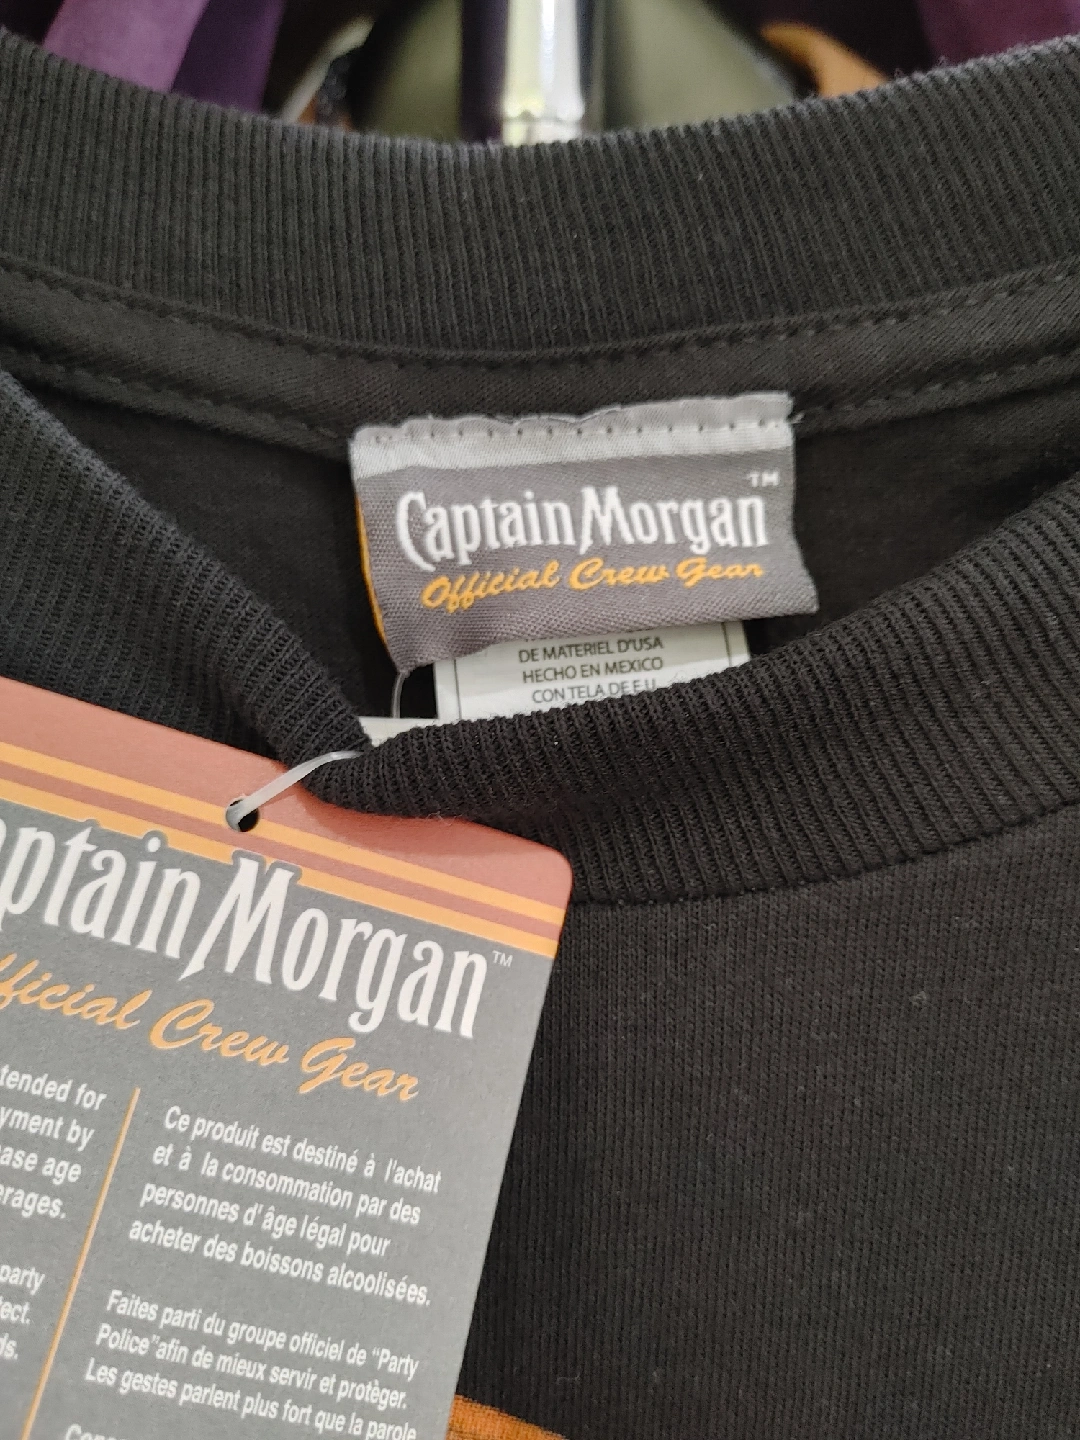 Captain Morgan™
Official Crew Gear
DE MATERIEL D'USA
HECHO EN MEXICO
CON TELA DE E.U.
ptain Morgan™
ficial Crew Gear
tended for
yment by
ase age
erages.
party
ect.
ds.
Ce produit est destiné à l'achat
et à la consommation par des
personnes d'âge légal pour
acheter des boissons alcoolisées.
Faites parti du groupe officiel de "Party
Police"afin de mieux servir et protèger.
Les gestes parlent plus fort que la parole